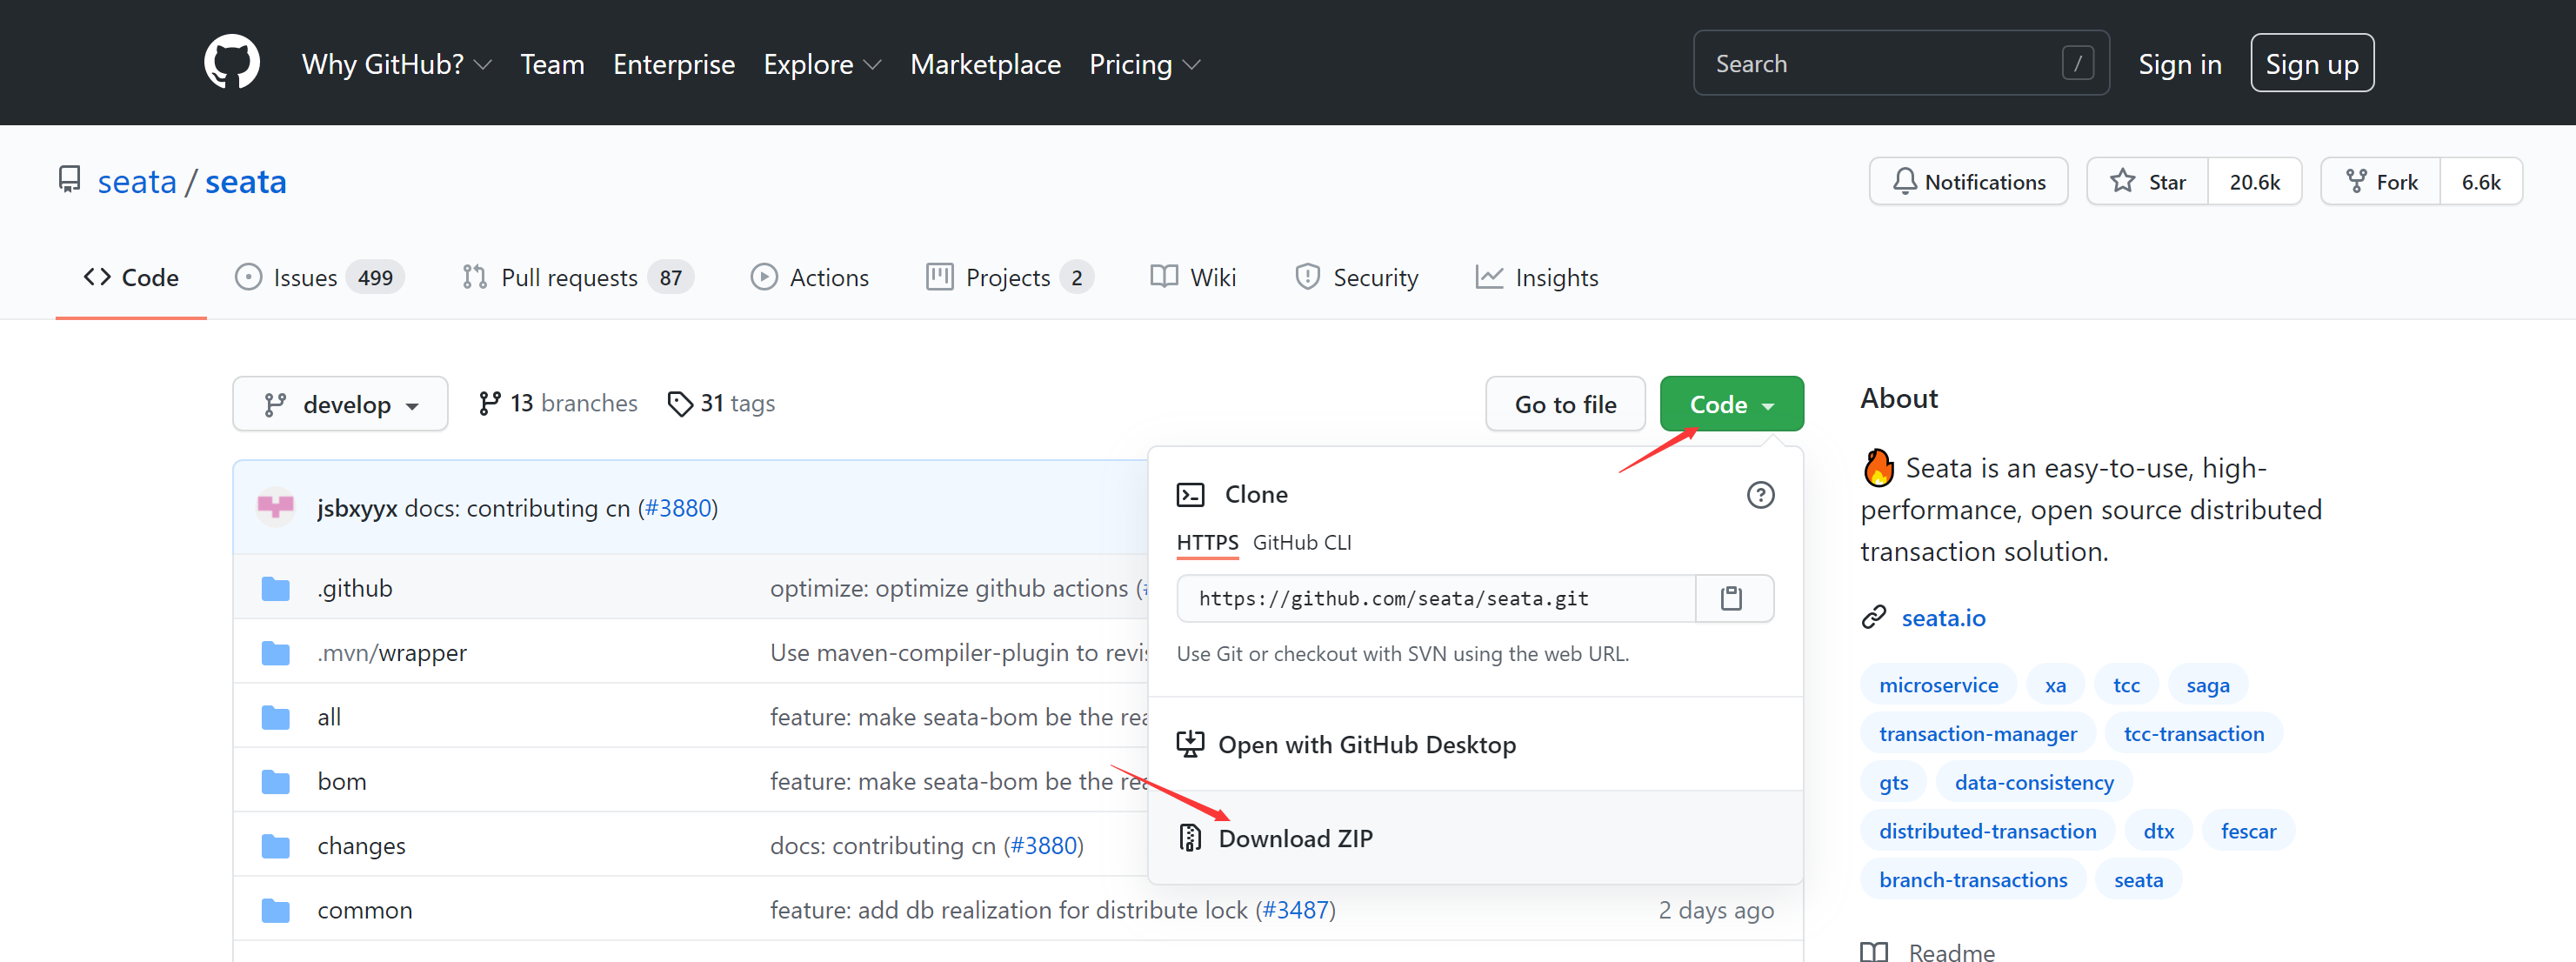 Why GitHub? Team Enterprise Explore Marketplace Pricing Search / Sign in Sign up
seata / seata Notifications Star 20.6k Fork 6.6k
Code Issues 499 Pull requests 87 Actions Projects 2 Wiki Security Insights
develop 13 branches 31 tags Go to file Code
jsbxyyx docs: contributing cn (#3880)
.github optimize: optimize github actions (
.mvn/wrapper Use maven-compiler-plugin to
all feature: make seata-bom be the
bom feature: make seata-bom be the
changes docs: contributing cn (#3880)
common feature: add db realization for distribute lock (#3487) 2 days ago
Clone
HTTPS GitHub CLI
https://github.com/seata/seata.git
Use Git or checkout with SVN using the web URL.
Open with GitHub Desktop
Download ZIP
About
Seata is an easy-to-use, high-
performance, open source distributed
transaction solution.
seata.io
microservice xa tcc saga
transaction-manager tcc-transaction
gts data-consistency
distributed-transaction dtx fescar
branch-transactions seata
Readme